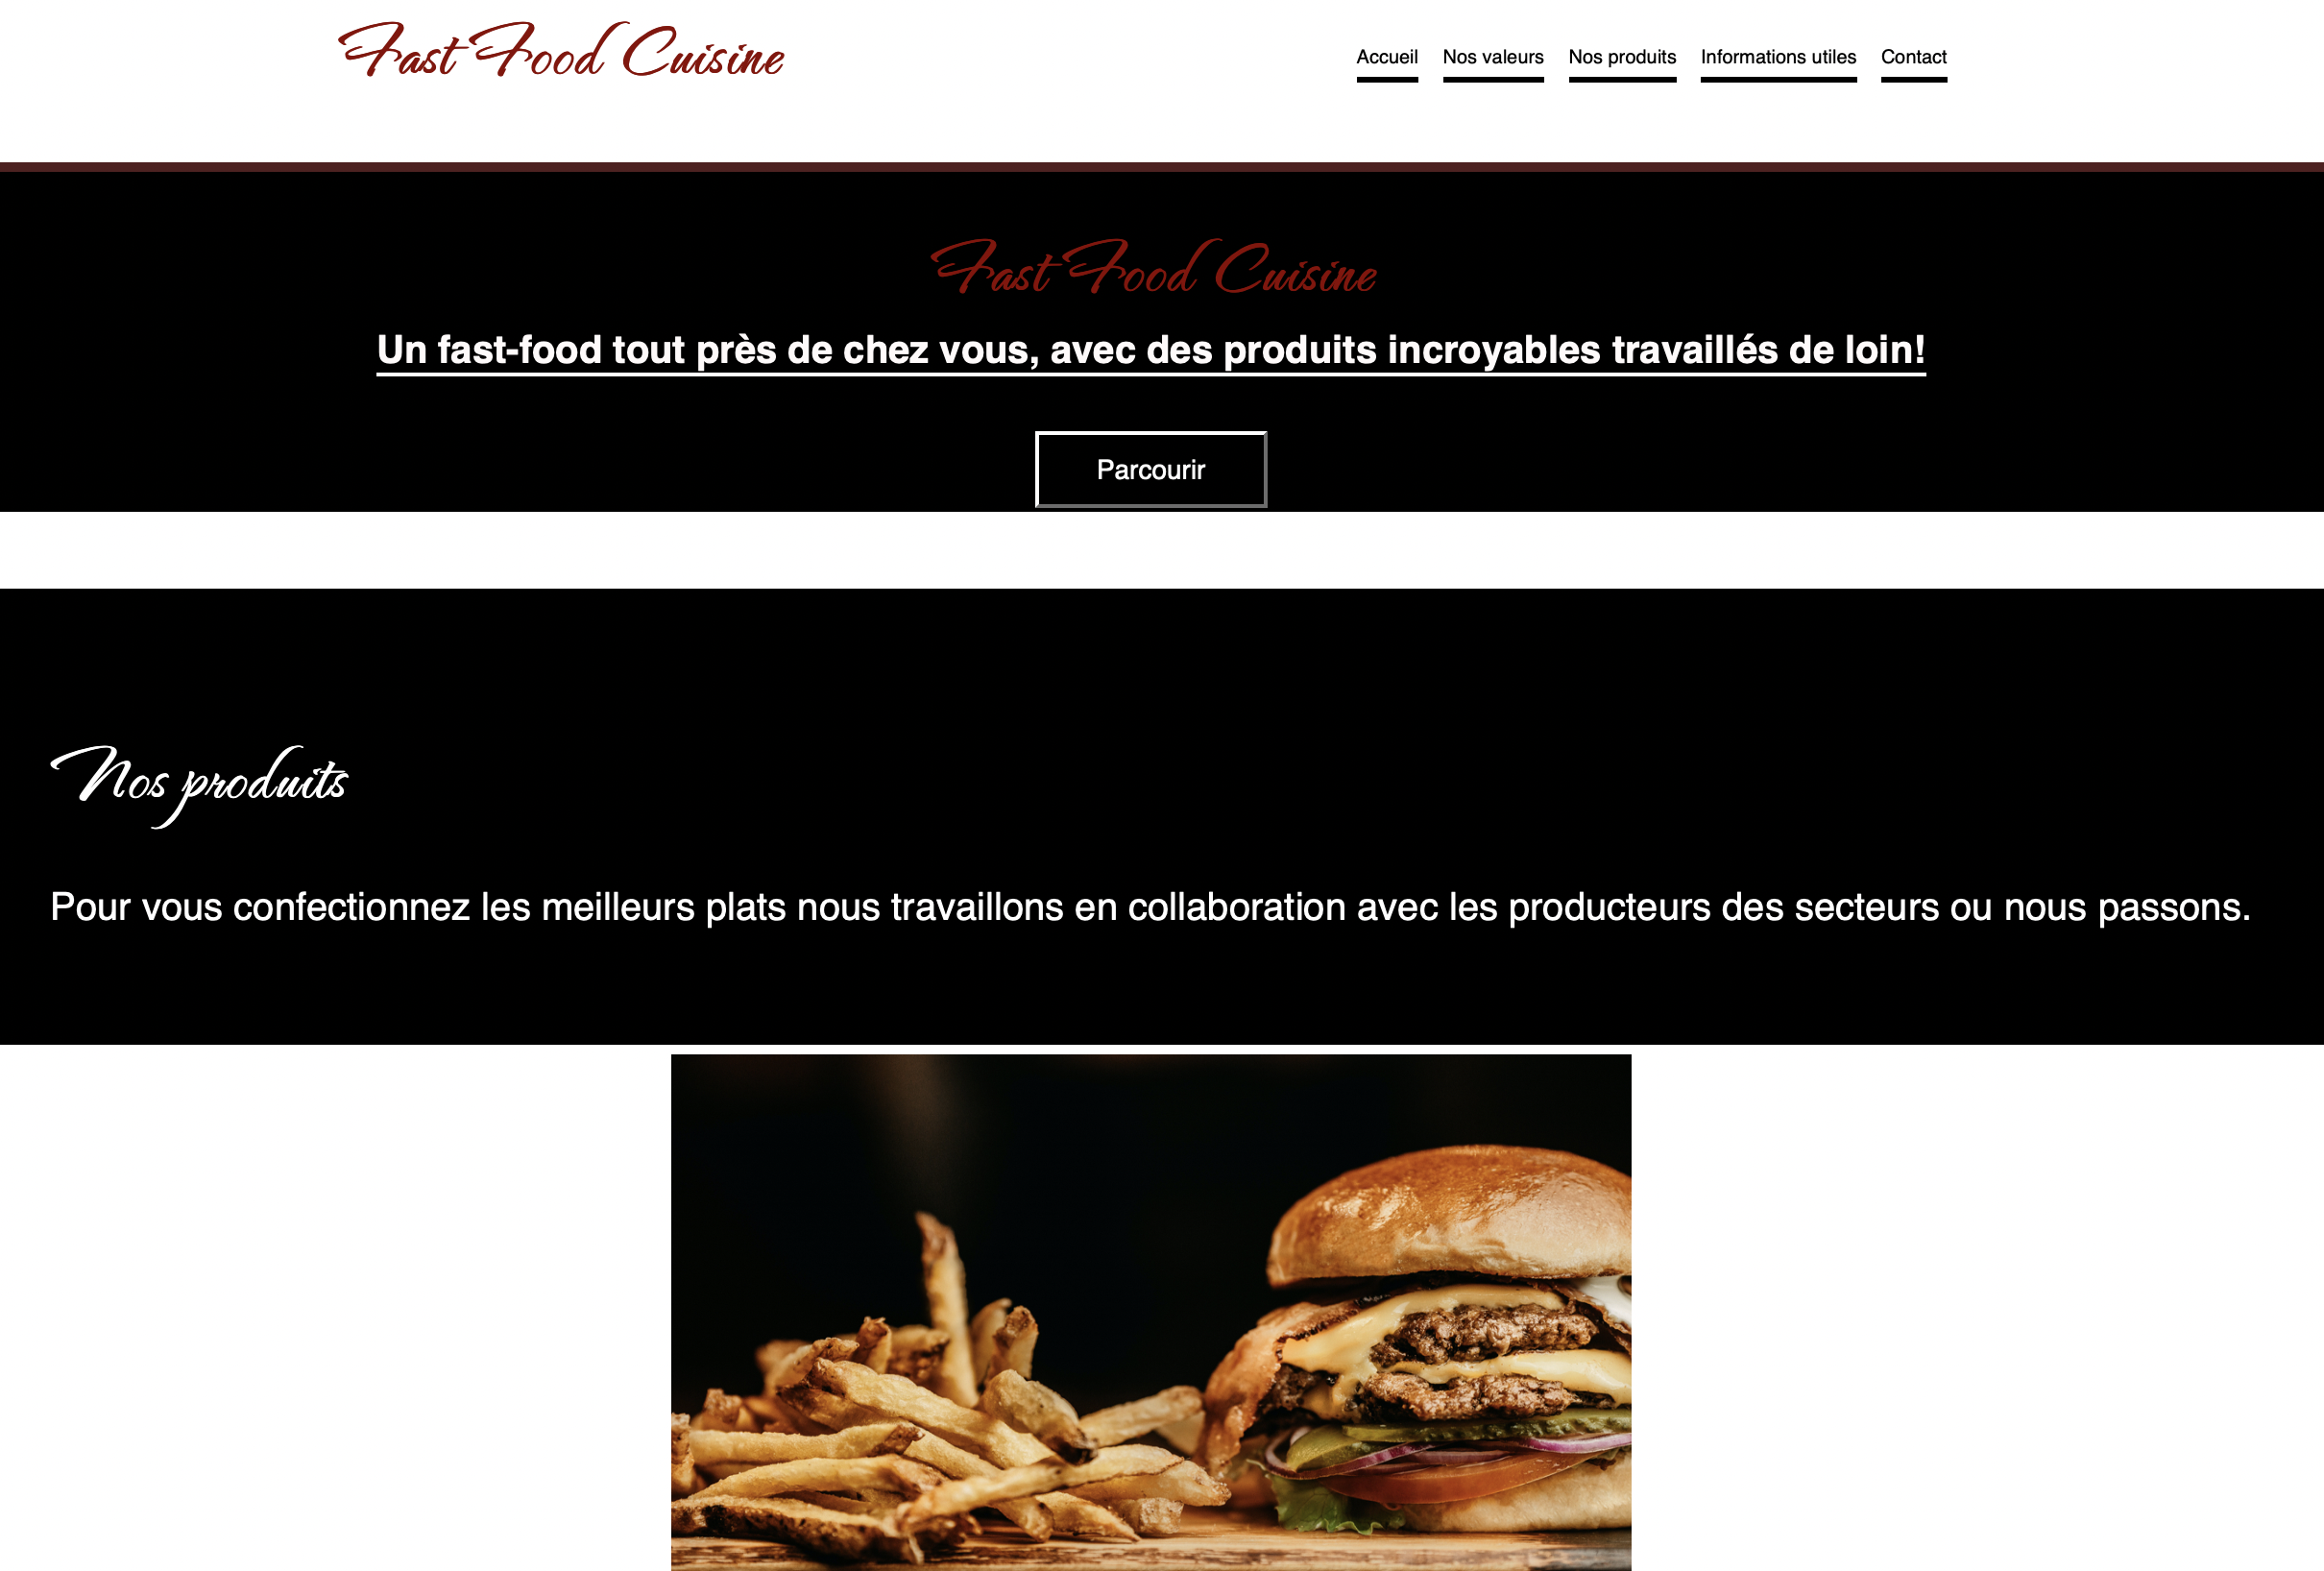 Fast Food Cuisine
Accueil Nos valeurs Nos produits Informations utiles Contact
Fast Food Cuisine
Un fast-food tout près de chez vous, avec des produits incroyables travaillés de loin!
Parcourir
Nos produits
Pour vous confectionnez les meilleurs plats nous travaillons en collaboration avec les producteurs des secteurs ou nous passons.